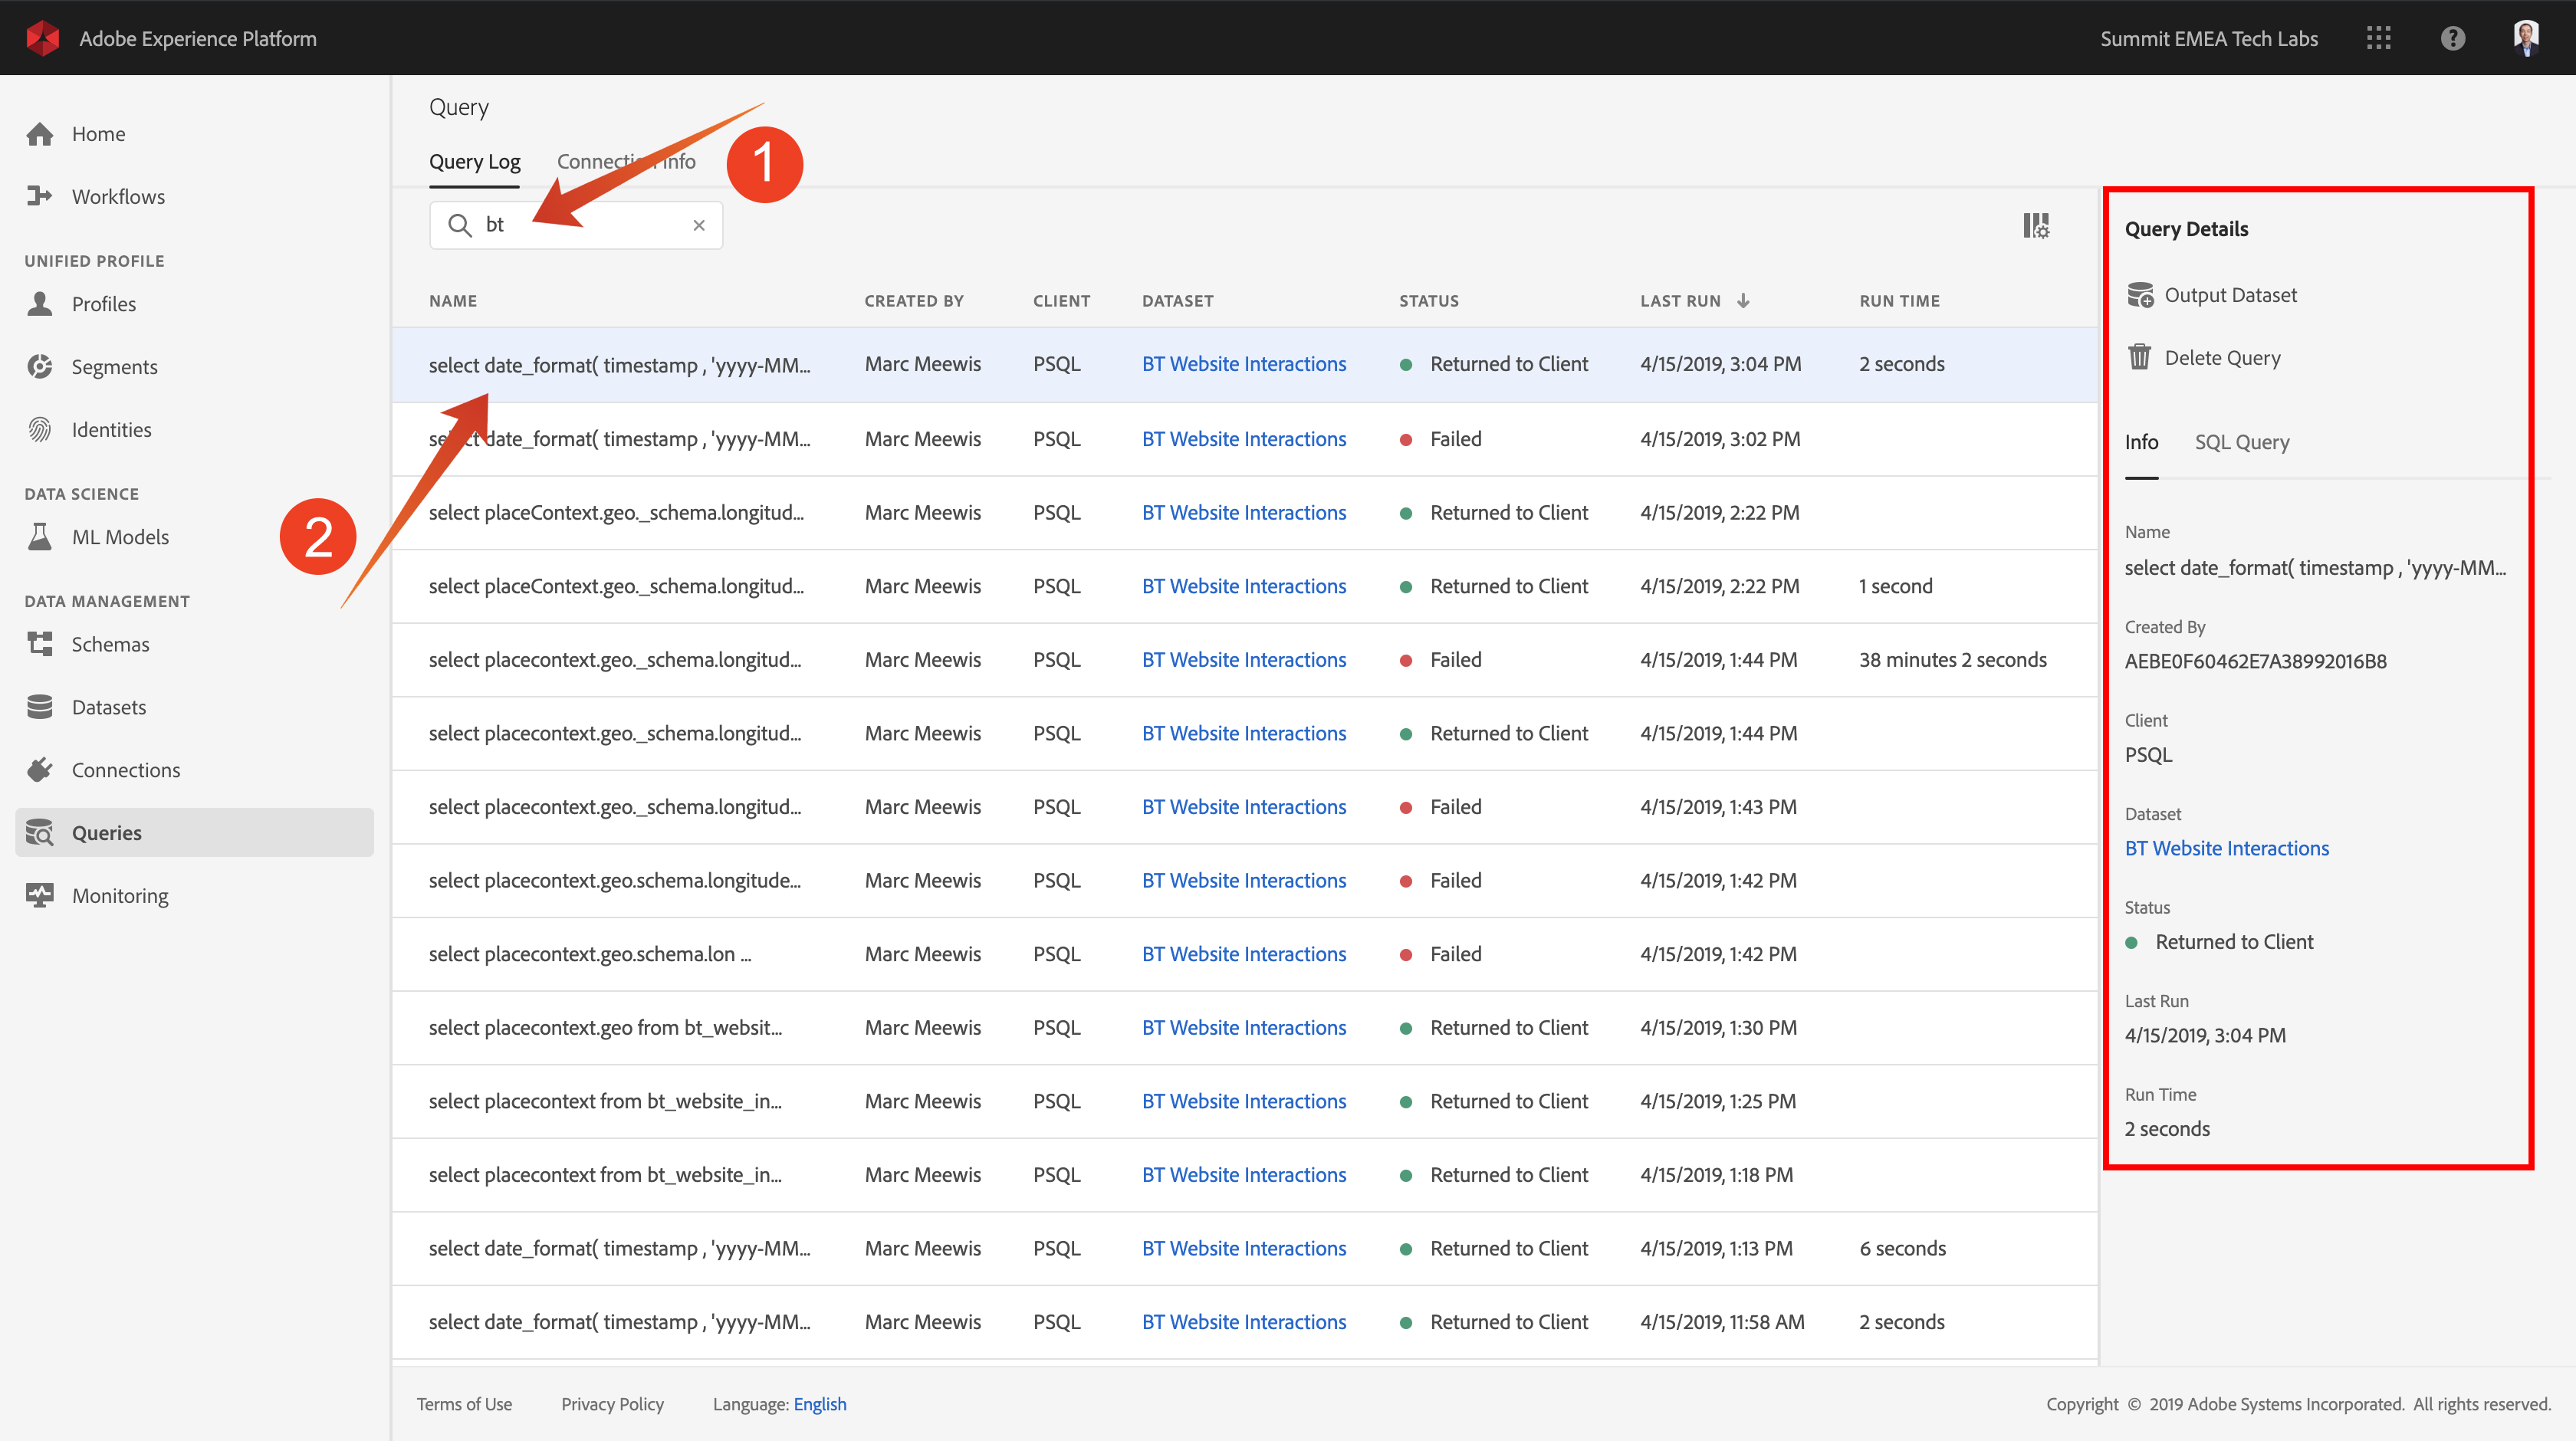 Adobe Experience Platform
Summit EMEA Tech Labs
Home
Workflows
UNIFIED PROFILE
Profiles
Segments
Identities
DATA SCIENCE
ML Models
DATA MANAGEMENT
Schemas
Datasets
Connections
Queries
Monitoring
Query
Query Log Connection Info
1
bt
2
NAME CREATED BY CLIENT DATASET STATUS LAST RUN RUN TIME
select date_format( timestamp , 'yyyy-MM... Marc Meewis PSQL BT Website Interactions Returned to Client 4/15/2019, 3:04 PM 2 seconds
select date_format( timestamp , 'yyyy-MM... Marc Meewis PSQL BT Website Interactions Failed 4/15/2019, 3:02 PM
select placeContext.geo._schema.longitud... Marc Meewis PSQL BT Website Interactions Returned to Client 4/15/2019, 2:22 PM
select placeContext.geo._schema.longitud... Marc Meewis PSQL BT Website Interactions Returned to Client 4/15/2019, 2:22 PM 1 second
select placecontext.geo._schema.longitud... Marc Meewis PSQL BT Website Interactions Failed 4/15/2019, 1:44 PM 38 minutes 2 seconds
select placecontext.geo._schema.longitud... Marc Meewis PSQL BT Website Interactions Returned to Client 4/15/2019, 1:44 PM
select placecontext.geo._schema.longitud... Marc Meewis PSQL BT Website Interactions Failed 4/15/2019, 1:43 PM
select placecontext.geo.schema.longitude... Marc Meewis PSQL BT Website Interactions Failed 4/15/2019, 1:42 PM
select placecontext.geo.schema.lon ... Marc Meewis PSQL BT Website Interactions Failed 4/15/2019, 1:42 PM
select placecontext.geo from bt_websit... Marc Meewis PSQL BT Website Interactions Returned to Client 4/15/2019, 1:30 PM
select placecontext from bt_website_in... Marc Meewis PSQL BT Website Interactions Returned to Client 4/15/2019, 1:25 PM
select placecontext from bt_website_in... Marc Meewis PSQL BT Website Interactions Returned to Client 4/15/2019, 1:18 PM
select date_format( timestamp , 'yyyy-MM... Marc Meewis PSQL BT Website Interactions Returned to Client 4/15/2019, 1:13 PM 6 seconds
select date_format( timestamp , 'yyyy-MM... Marc Meewis PSQL BT Website Interactions Returned to Client 4/15/2019, 11:58 AM 2 seconds
Query Details
Output Dataset
Delete Query
Info SQL Query
Name
select date_format( timestamp , 'yyyy-MM...
Created By
AEBE0F60462E7A38992016B8
Client
PSQL
Dataset
BT Website Interactions
Status
Returned to Client
Last Run
4/15/2019, 3:04 PM
Run Time
2 seconds
Terms of Use Privacy Policy Language: English
Copyright © 2019 Adobe Systems Incorporated. All rights reserved.